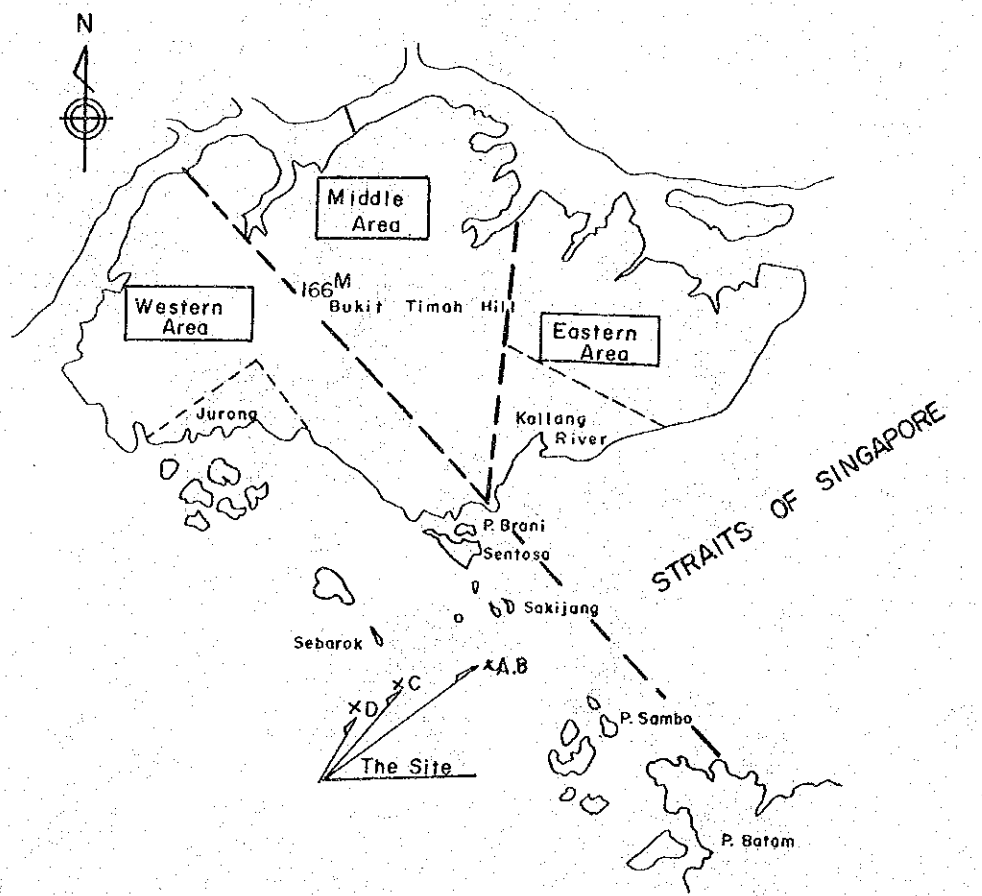 N
Middle
Area
166M
Bukit Timah Hill
Western
Area
Eastern
Area
Jurong
Kallang
River
STRAITS OF SINGAPORE
P. Brani
Sentosa
Sakijang
Sebarok
A.B
C
D
P. Sambo
The Site
P. Batam